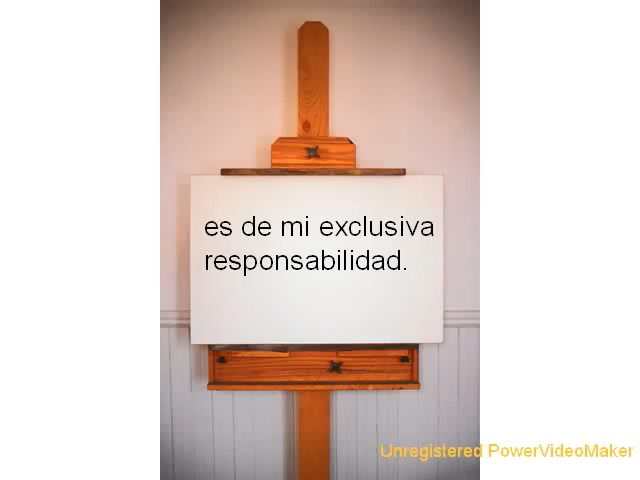 es de mi exclusiva
responsabilidad.
Unregistered PowerVideoMaker